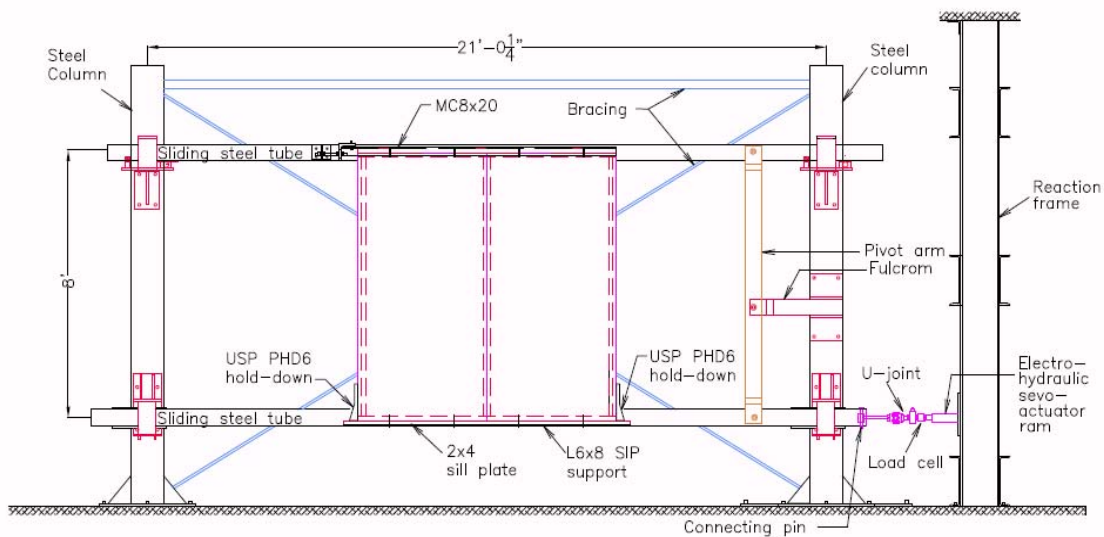 21'-0 1/4"
Steel
Column
Steel
column
MC8x20
Bracing
Sliding steel tube
Reaction
frame
Pivot arm
Fulcrom
8'
USP PHD6
hold-down
USP PHD6
hold-down
U-joint
Electro-
hydraulic
sevo-
actuator
ram
Sliding steel tube
2x4
sill plate
L6x8 SIP
support
Load cell
Connecting pin